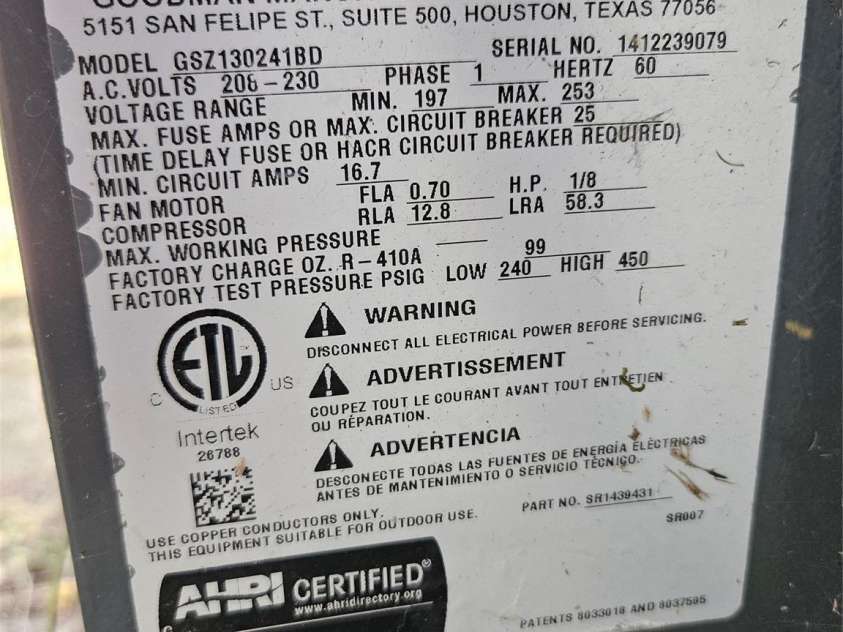 5151 SAN FELIPE ST., SUITE 500, HOUSTON, TEXAS 77056
MODEL GSZ130241BD SERIAL NO. 1412239079
A.C.VOLTS 208-230 PHASE 1 HERTZ 60
VOLTAGE RANGE MIN. 197 MAX. 253
MAX. FUSE AMPS OR MAX. CIRCUIT BREAKER 25
(TIME DELAY FUSE OR HACR CIRCUIT BREAKER REQUIRED)
MIN. CIRCUIT AMPS 16.7
FAN MOTOR FLA 0.70 H.P. 1/8
COMPRESSOR RLA 12.8 LRA 58.3
MAX. WORKING PRESSURE
FACTORY CHARGE OZ. R-410A 99
FACTORY TEST PRESSURE PSIG LOW 240 HIGH 450
WARNING
DISCONNECT ALL ELECTRICAL POWER BEFORE SERVICING.
ADVERTISSEMENT
COUPEZ TOUT LE COURANT AVANT TOUT ENTRETIEN
OU RÉPARATION.
ADVERTENCIA
DESCONECTE TODAS LAS FUENTES DE ENERGÍA ELÉCTRICAS
ANTES DE MANTENIMIENTO O SERVICIO TÉCNICO.
ETL
C US
LISTED
Intertek
26788
USE COPPER CONDUCTORS ONLY.
THIS EQUIPMENT SUITABLE FOR OUTDOOR USE.
PART NO. SR1439431
SR007
AHRI CERTIFIED®
www.ahridirectory.org
PATENTS 8033018 AND 8037595